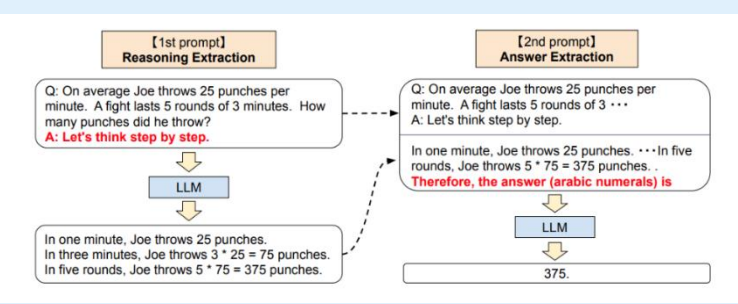 【1st prompt】
Reasoning Extraction
Q: On average Joe throws 25 punches per
minute. A fight lasts 5 rounds of 3 minutes. How
many punches did he throw?
A: Let's think step by step.
LLM
In one minute, Joe throws 25 punches.
In three minutes, Joe throws 3 * 25 = 75 punches.
In five rounds, Joe throws 5 * 75 = 375 punches.
【2nd prompt】
Answer Extraction
Q: On average Joe throws 25 punches per
minute. A fight lasts 5 rounds of 3 ･･･
A: Let's think step by step.
In one minute, Joe throws 25 punches. ･･･In five
rounds, Joe throws 5 * 75 = 375 punches. .
Therefore, the answer (arabic numerals) is
LLM
375.